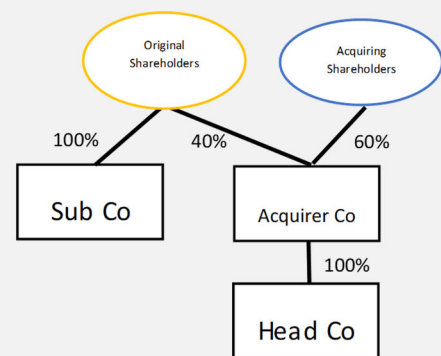 Original
Shareholders
Acquiring
Shareholders
100%
40%
60%
Sub Co
Acquirer Co
100%
Head Co